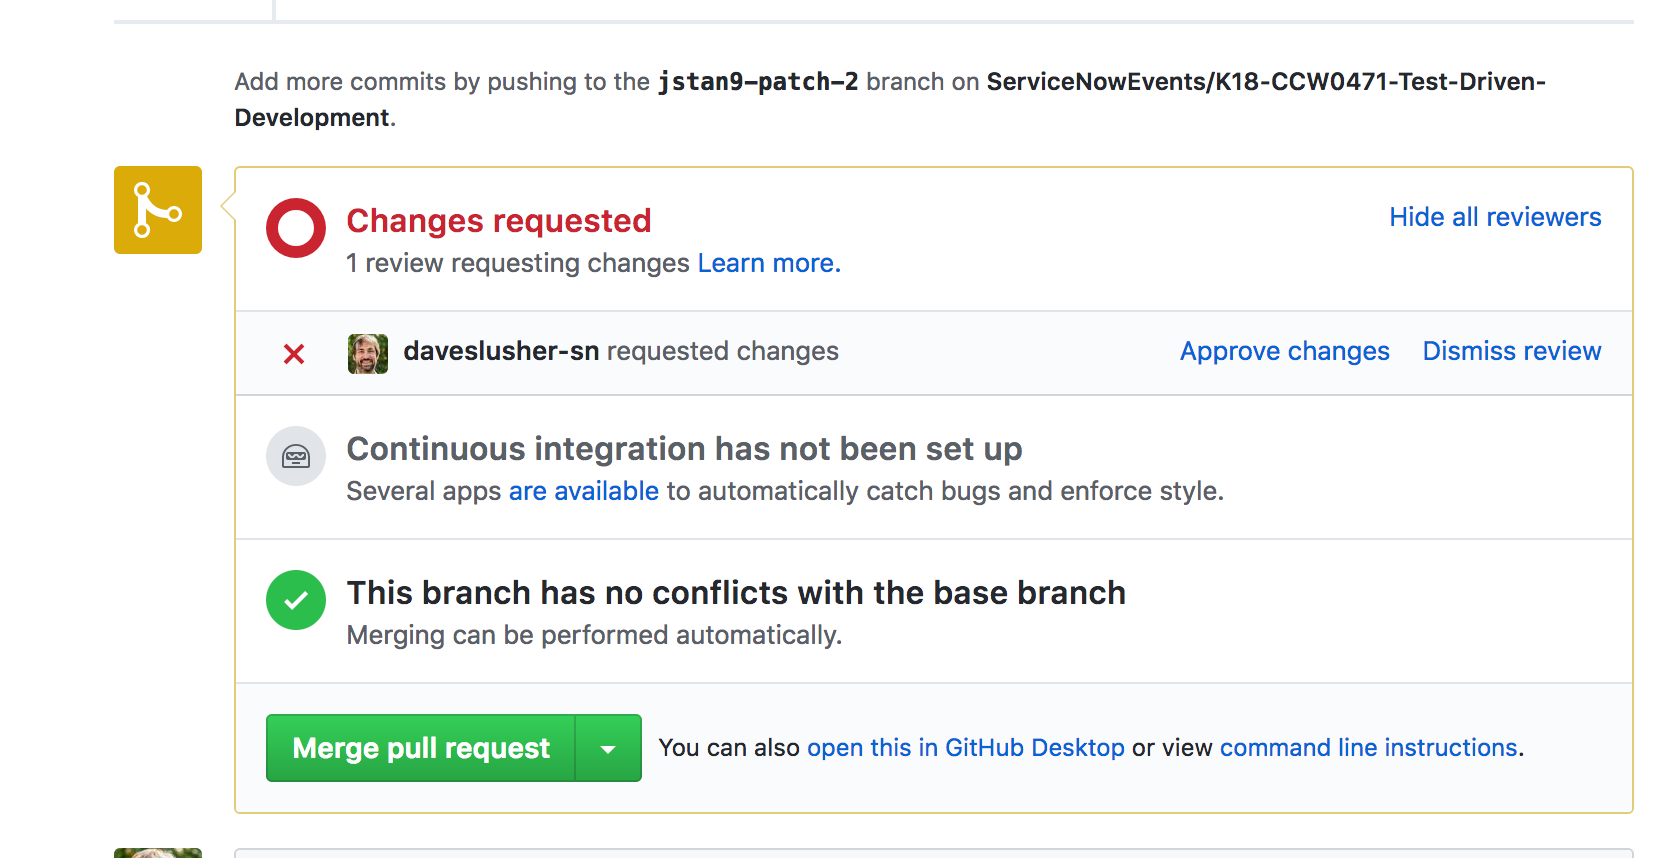 Add more commits by pushing to the jstan9-patch-2 branch on ServiceNowEvents/K18-CCW0471-Test-Driven-
Development.
Changes requested
Hide all reviewers
1 review requesting changes Learn more.
daveslusher-sn requested changes
Approve changes
Dismiss review
Continuous integration has not been set up
Several apps are available to automatically catch bugs and enforce style.
This branch has no conflicts with the base branch
Merging can be performed automatically.
Merge pull request
You can also open this in GitHub Desktop or view command line instructions.